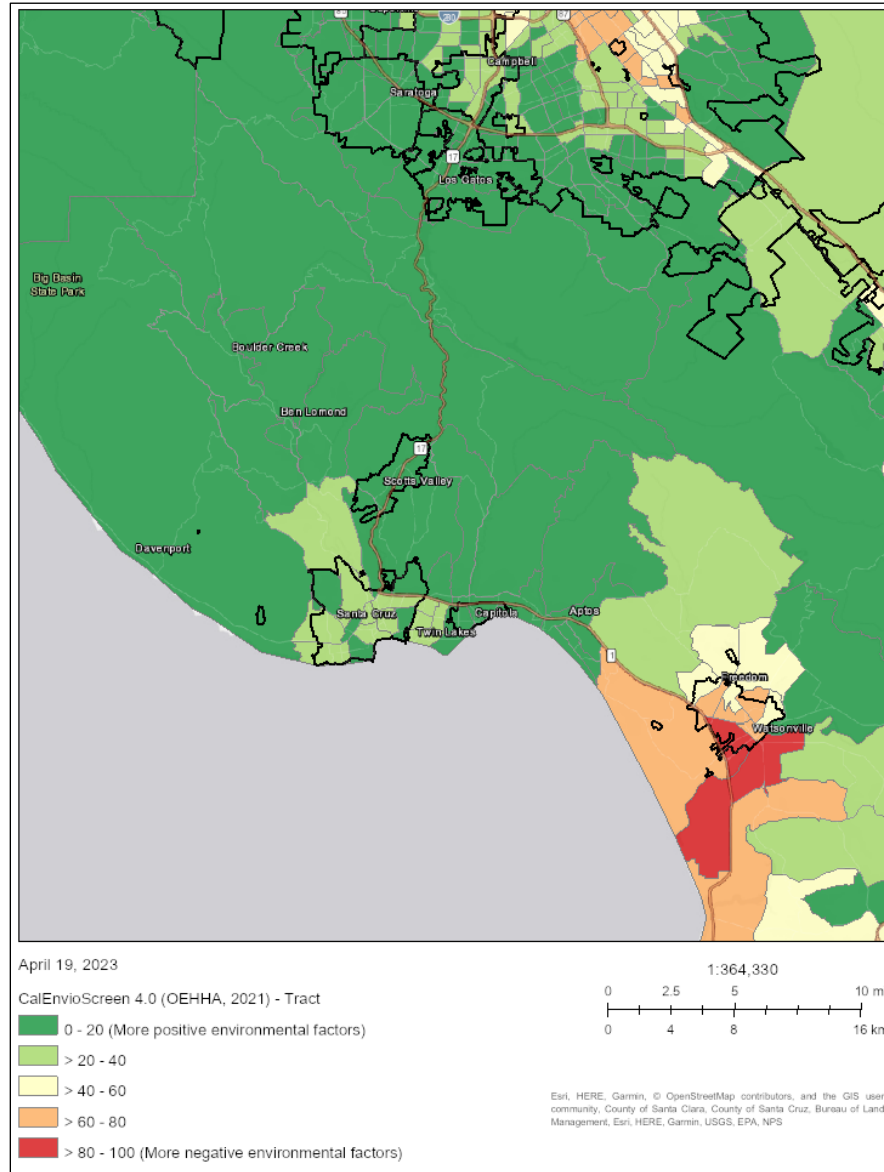 280
87
Campbell
Saratoga
17
Los Gatos
Big Basin
State Park
Boulder Creek
Ben Lomond
17
Scotts Valley
Davenport
Santa Cruz
Twin Lakes
Capitola
Aptos
1
Freedom
Watsonville
April 19, 2023
1:364,330
CalEnvioScreen 4.0 (OEHHA, 2021) - Tract
0 2.5 5 10 m
0 4 8 16 km
0 - 20 (More positive environmental factors)
> 20 - 40
> 40 - 60
> 60 - 80
> 80 - 100 (More negative environmental factors)
Esri, HERE, Garmin, © OpenStreetMap contributors, and the GIS user
community, County of Santa Clara, County of Santa Cruz, Bureau of Land
Management, Esri, HERE, Garmin, USGS, EPA, NPS